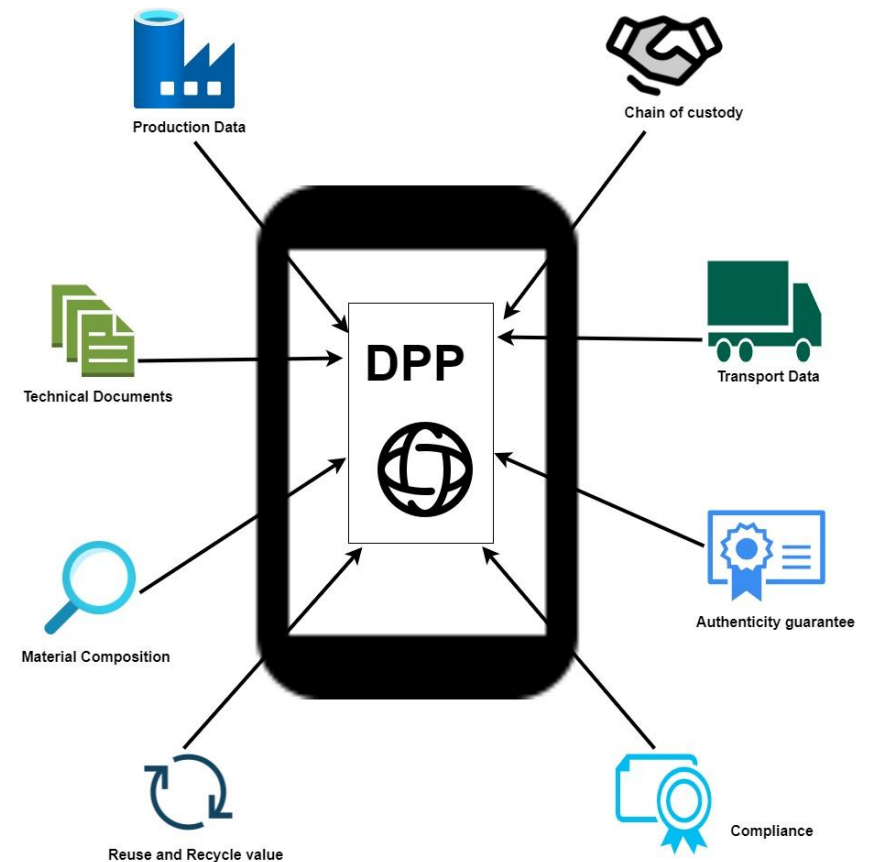 Production Data
Chain of custody
DPP
Technical Documents
Transport Data
Material Composition
Authenticity guarantee
Reuse and Recycle value
Compliance